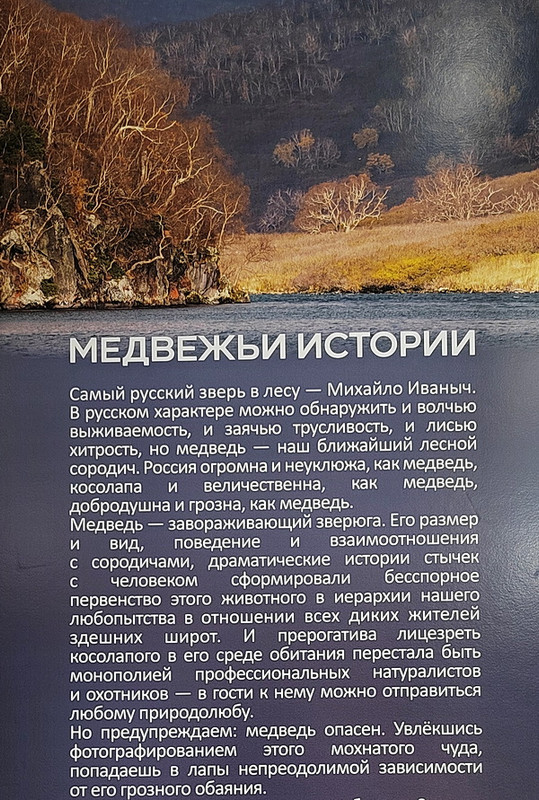 МЕДВЕЖЬИ ИСТОРИИ
Самый русский зверь в лесу — Михайло Иваныч.
В русском характере можно обнаружить и волчью
выживаемость, и заячью трусливость, и лисью
хитрость, но медведь — наш ближайший лесной
сородич. Россия огромна и неуклюжа, как медведь,
косолапа и величественна, как медведь,
добродушна и грозна, как медведь.
Медведь — завораживающий зверюга. Его размер
и вид, поведение и взаимоотношения
с сородичами, драматические истории стычек
с человеком сформировали бесспорное
первенство этого животного в иерархии нашего
любопытства в отношении всех диких жителей
здешних широт. И прерогатива лицезреть
косолапого в его среде обитания перестала быть
монополией профессиональных натуралистов
и охотников — в гости к нему можно отправиться
любому природолюбу.
Но предупреждаем: медведь опасен. Увлёкшись
фотографированием этого мохнатого чуда,
попадаешь в лапы непреодолимой зависимости
от его грозного обаяния.